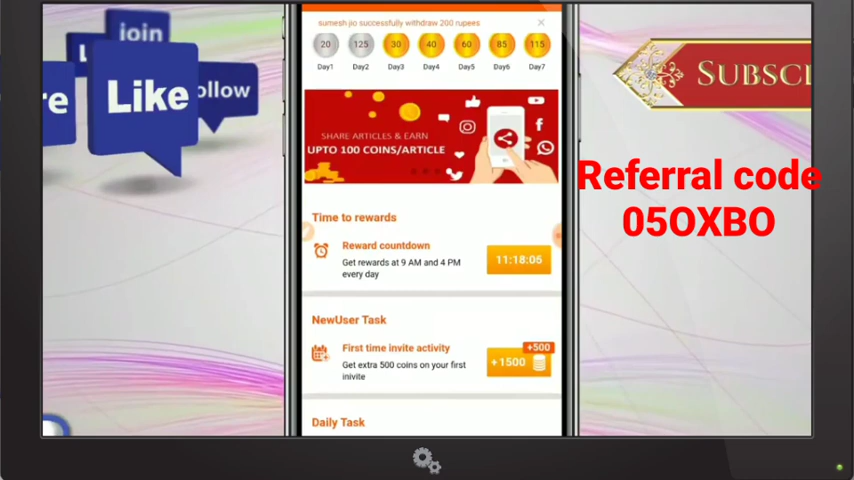 join
Like
ollow
re
sumesh jio successfully withdraw 200 rupees
20 125 30 40 60 85 115
Day1 Day2 Day3 Day4 Day5 Day6 Day7
SHARE ARTICLES & EARN
UPTO 100 COINS/ARTICLE
Time to rewards
Reward countdown
Get rewards at 9 AM and 4 PM
every day
11:18:06
NewUser Task
First time invite activity
Get extra 500 coins on your first
inivite
+500
+1500
Daily Task
SUBSC
Referral code
05OXBO